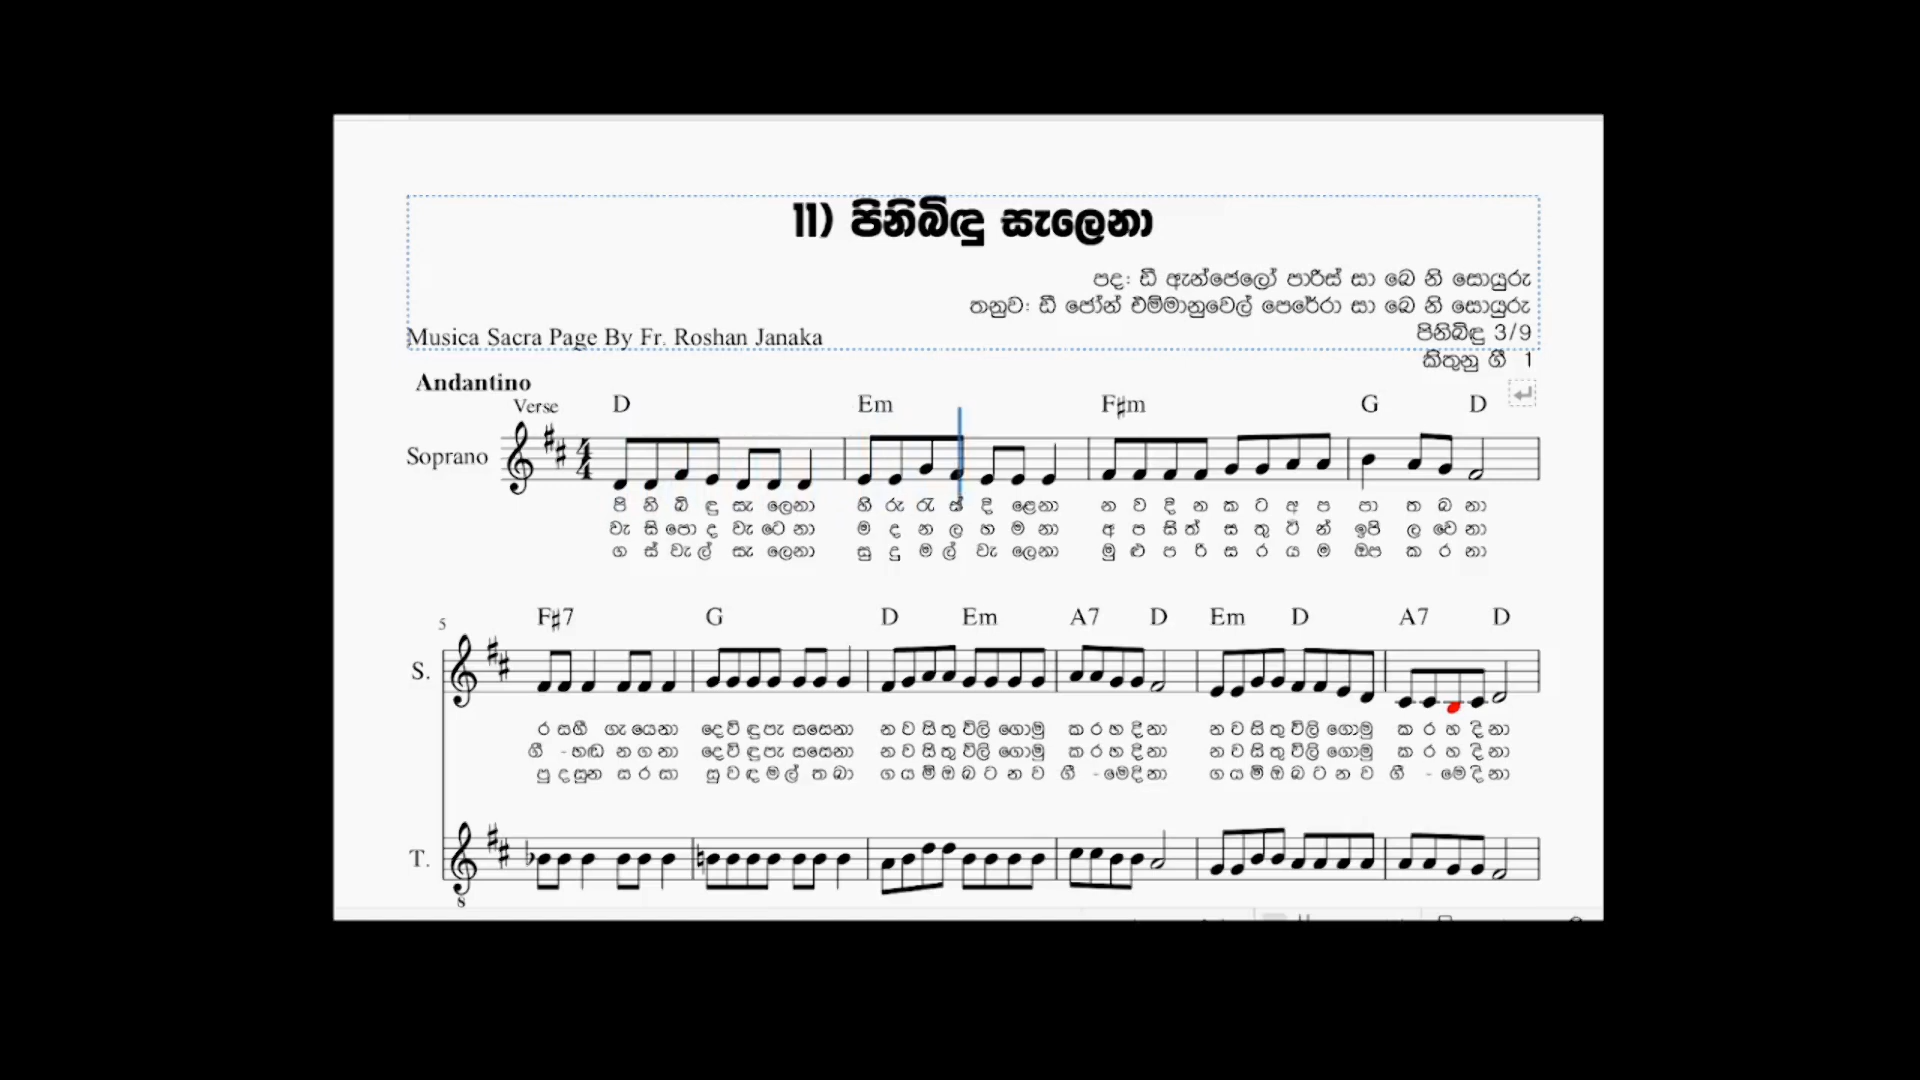 11) පිනිබිඳු සැලෙනා
පද: ඩී ඇන්ජෙලෝ පාරිස් සා බෙ නි සොයුරු
තනුව: ඩී ජෝන් එම්මානුවෙල් පෙරේරා සා බෙ නි සොයුරු
Musica Sacra Page By Fr. Roshan Janaka
පිනිබිඳු 3/9
කිතුනු ගී 1
Andantino
Verse D Em F♯m G D
Soprano
පි නි බි ඳු සැ ලෙනා හි රු රැ ස් දි ළෙනා න ව දි න ක ට අ ප පා ත බ නා
වැ සි පො ද වැ ටෙ නා ම ද න ල හ ම නා අ ප සි ත් ස තු ටි න් ඉපි ල වෙ නා
ග ස් වැ ල් සැ ලෙනා සු දු ම ල් වැ ලෙනා මු ළු ප රි ස ර ය ම ඔප ක ර නා
5 F♯7 G D Em A7 D Em D A7 D
S.
ර සගී ගැ යෙනා දෙ වි ඳු පැ සසෙනා න ව සි තු විලි ගොමු ක ර හ දි නා න ව සි තු විලි ගොමු ක ර හ දි නා
ගී - හඬ න ග නා දෙ වි ඳු පැ සසෙනා න ව සි තු විලි ගොමු ක ර හ දි නා න ව සි තු විලි ගොමු ක ර හ දි නා
පු ද සුන ස ර සා සු ව ඳ ම ල් ත බා ග ය ම් ඔ බ ට න ව ගී - මෙ දි නා ග ය ම් ඔ බ ට න ව ගී - මෙ දි නා
T.
8